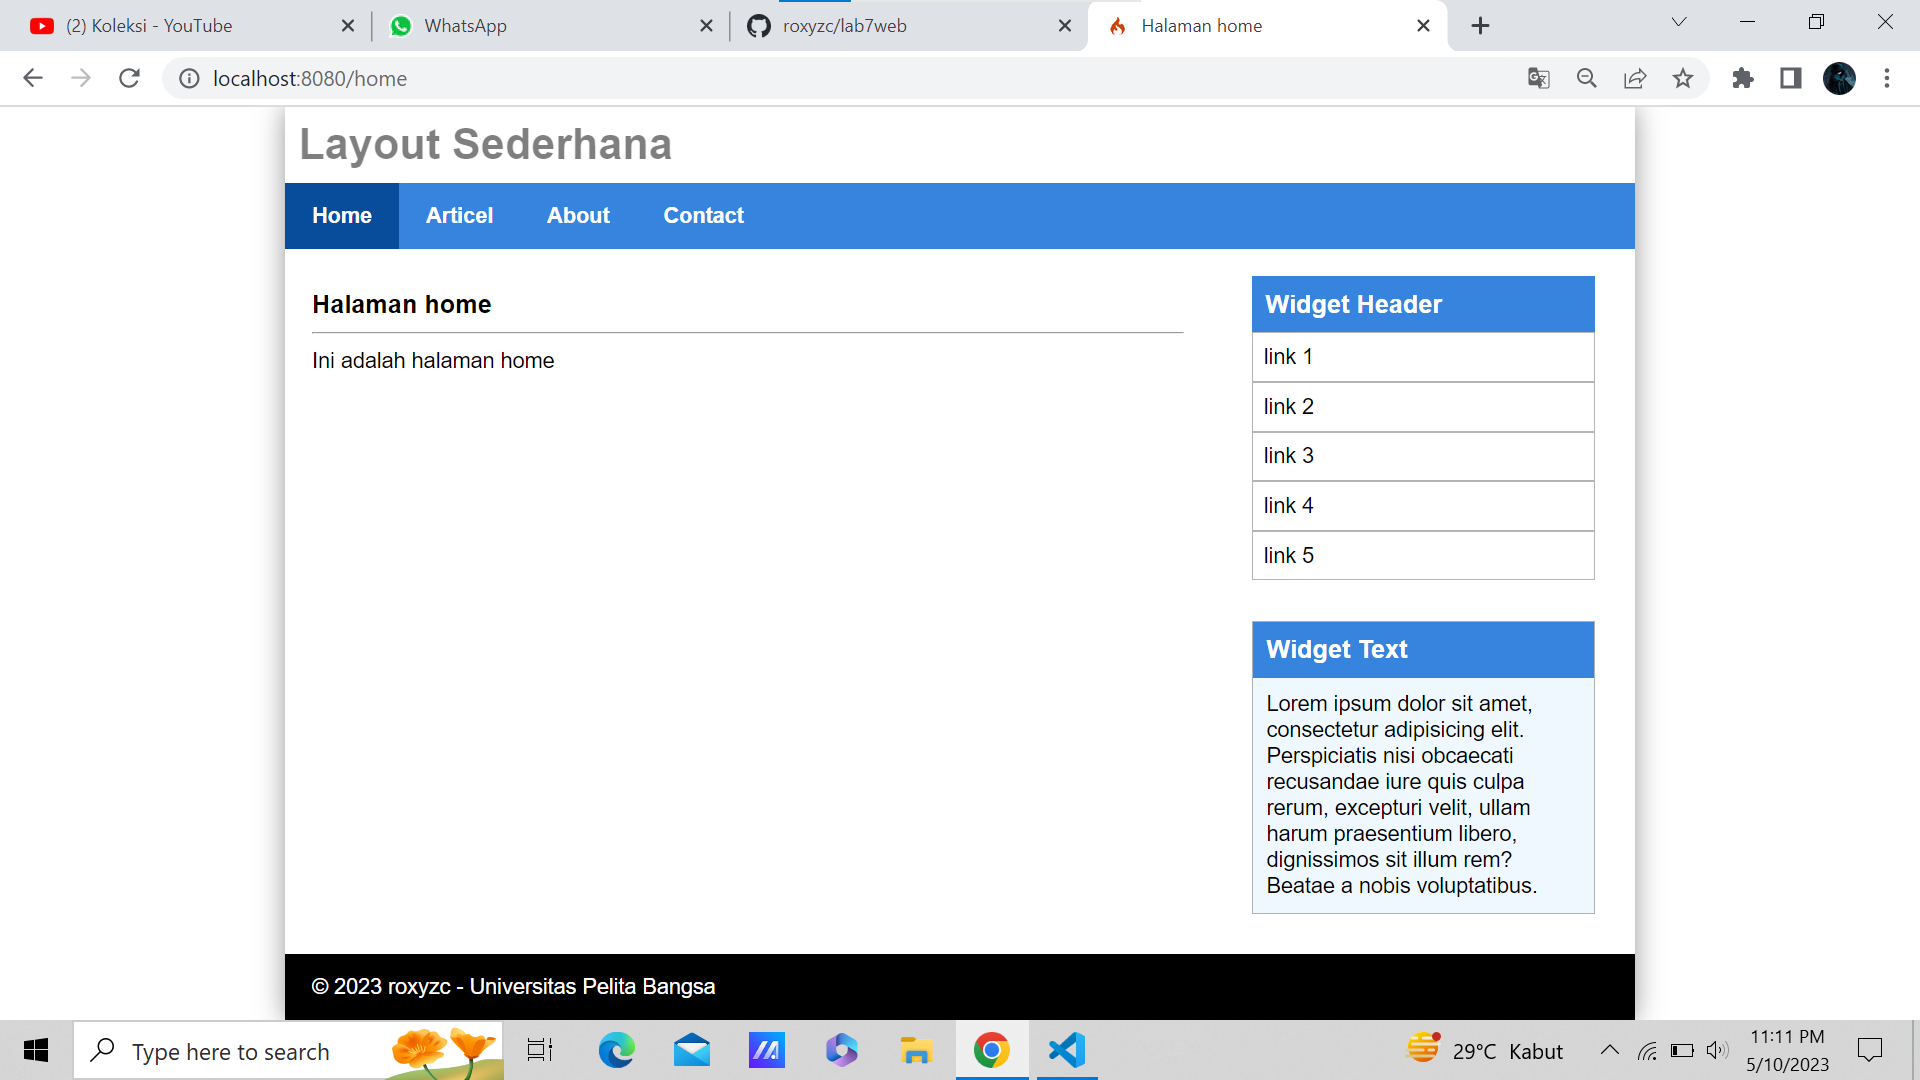 (2) Koleksi - YouTube
WhatsApp
roxyzc/lab7web
Halaman home
localhost:8080/home
Layout Sederhana
Home
Articel
About
Contact
Halaman home
Ini adalah halaman home
Widget Header
link 1
link 2
link 3
link 4
link 5
Widget Text
Lorem ipsum dolor sit amet,
consectetur adipisicing elit.
Perspiciatis nisi obcaecati
recusandae iure quis culpa
rerum, excepturi velit, ullam
harum praesentium libero,
dignissimos sit illum rem?
Beatae a nobis voluptatibus.
© 2023 roxyzc - Universitas Pelita Bangsa
Type here to search
29°C Kabut
11:11 PM
5/10/2023